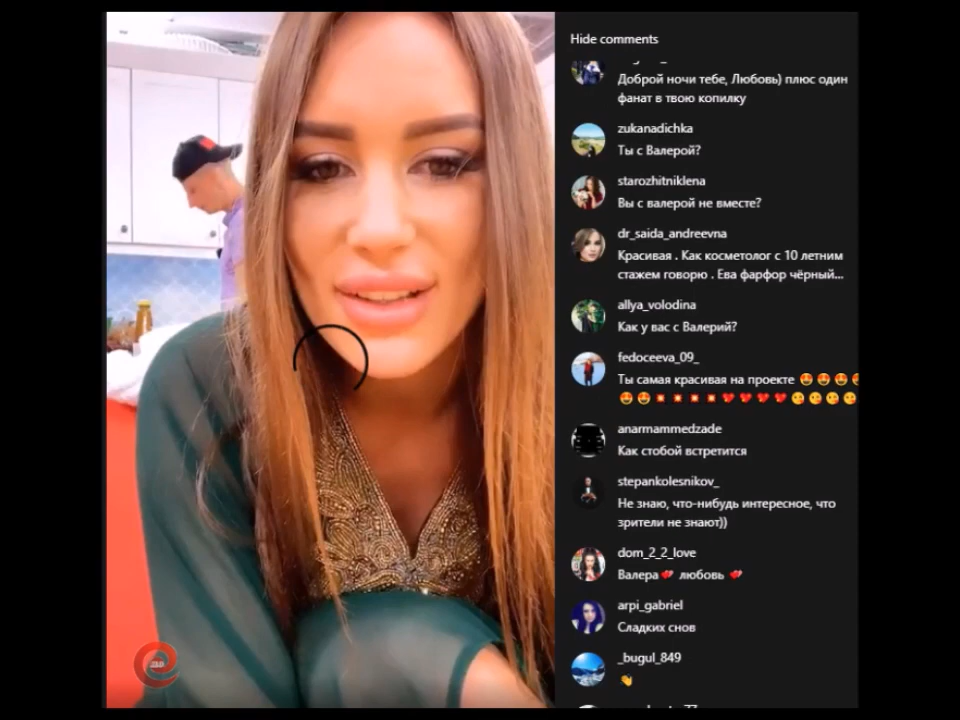 Hide comments
Доброй ночи тебе, Любовь) плюс один
фанат в твою копилку
zukanadichka
Ты с Валерой?
starozhitniklena
Вы с валерой не вместе?
dr_saida_andreevna
Красивая . Как косметолог с 10 летним
стажем говорю . Ева фарфор чёрный...
allya_volodina
Как у вас с Валерий?
fedoceeva_09_
Ты самая красивая на проекте 😍😍😍😍
😍😍💥💥💥💥💖💖💖💖😘😘😘😘
anarmammedzade
Как стобой встретится
stepankolesnikov_
Не знаю, что-нибудь интересное, что
зрители не знают))
dom_2_2_love
Валера💕 любовь 💕
arpi_gabriel
Сладких снов
_bugul_849
👏